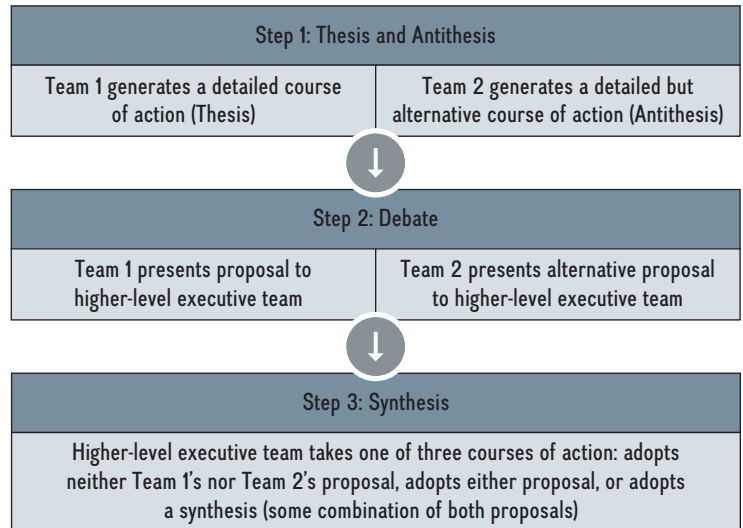 Step 1: Thesis and Antithesis
Team 1 generates a detailed course
of action (Thesis)
Team 2 generates a detailed but
alternative course of action (Antithesis)
Step 2: Debate
Team 1 presents proposal to
higher-level executive team
Team 2 presents alternative proposal
to higher-level executive team
Step 3: Synthesis
Higher-level executive team takes one of three courses of action: adopts
neither Team 1's nor Team 2's proposal, adopts either proposal, or adopts
a synthesis (some combination of both proposals)